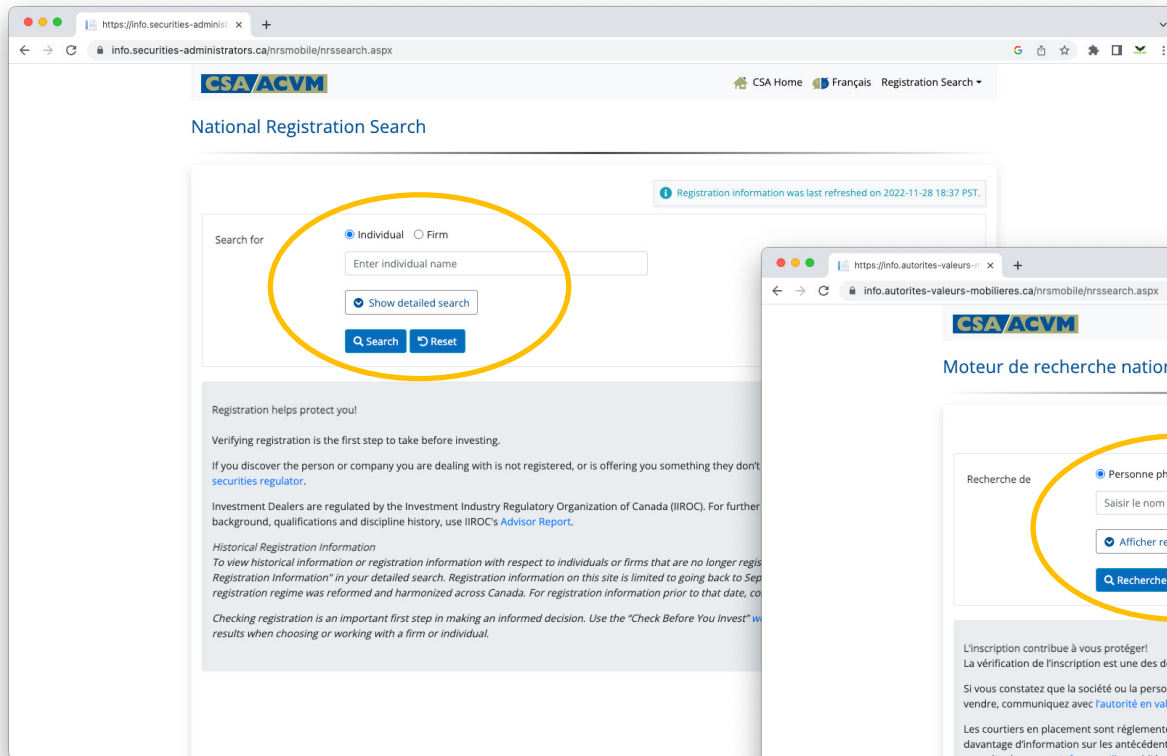 https://info.securities-administ
info.securities-administrators.ca/nrsmobile/nrssearch.aspx
CSA/ACVM
CSA Home Français Registration Search
National Registration Search
Registration information was last refreshed on 2022-11-28 18:37 PST.
Search for
Individual Firm
Enter individual name
Show detailed search
Search Reset
Registration helps protect you!
Verifying registration is the first step to take before investing.
If you discover the person or company you are dealing with is not registered, or is offering you something they don't
securities regulator.
Investment Dealers are regulated by the Investment Industry Regulatory Organization of Canada (IIROC). For further
background, qualifications and discipline history, use IIROC's Advisor Report.
Historical Registration Information
To view historical information or registration information with respect to individuals or firms that are no longer regis
Registration Information" in your detailed search. Registration information on this site is limited to going back to Sep
registration regime was reformed and harmonized across Canada. For registration information prior to that date, co
Checking registration is an important first step in making an informed decision. Use the "Check Before You Invest" w
results when choosing or working with a firm or individual.
https://info.autorites-valeurs-m
info.autorites-valeurs-mobilieres.ca/nrsmobile/nrssearch.aspx
CSA/ACVM
Moteur de recherche nation
Recherche de
Personne ph
Saisir le nom
Afficher re
Recherche
L'inscription contribue à vous protéger!
La vérification de l'inscription est une des d
Si vous constatez que la société ou la perso
vendre, communiquez avec l'autorité en val
Les courtiers en placement sont réglemente
davantage d'information sur les antécédent